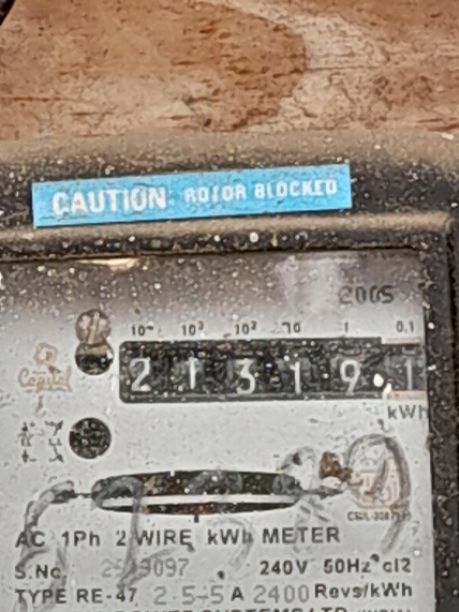 CAUTION - ROTOR BLOCKED
2005
10⁴ 10³ 10² 10 1 0.1
Capital
2 1 3 1 9 . 1
kWh
AC 1Ph 2 WIRE kWh METER
S.No. 240V 50Hz cl2
TYPE RE-47 2.5-5 A 2400 Revs/kWh